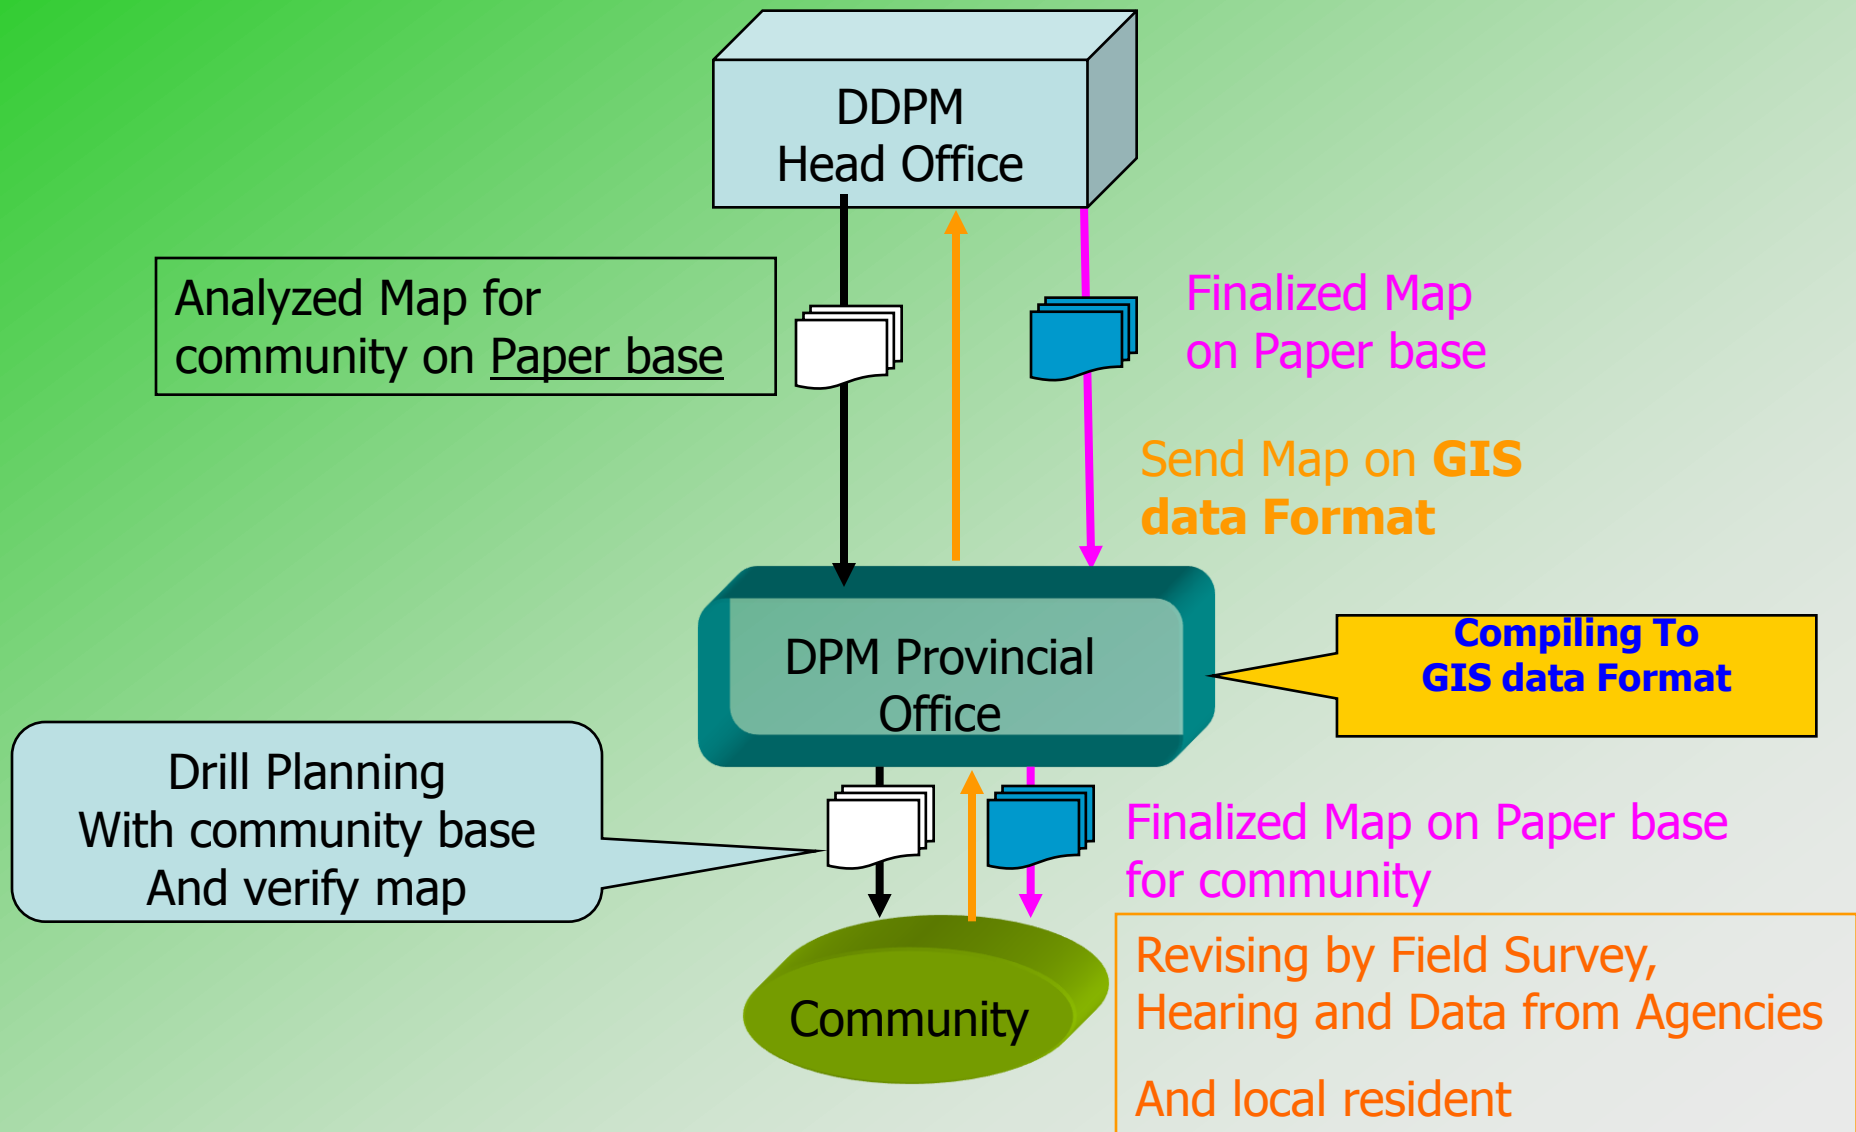 DDPM
Head Office
Analyzed Map for
community on Paper base
Finalized Map
on Paper base
Send Map on GIS
data Format
DPM Provincial
Office
Compiling To
GIS data Format
Drill Planning
With community base
And verify map
Finalized Map on Paper base
for community
Community
Revising by Field Survey,
Hearing and Data from Agencies
And local resident